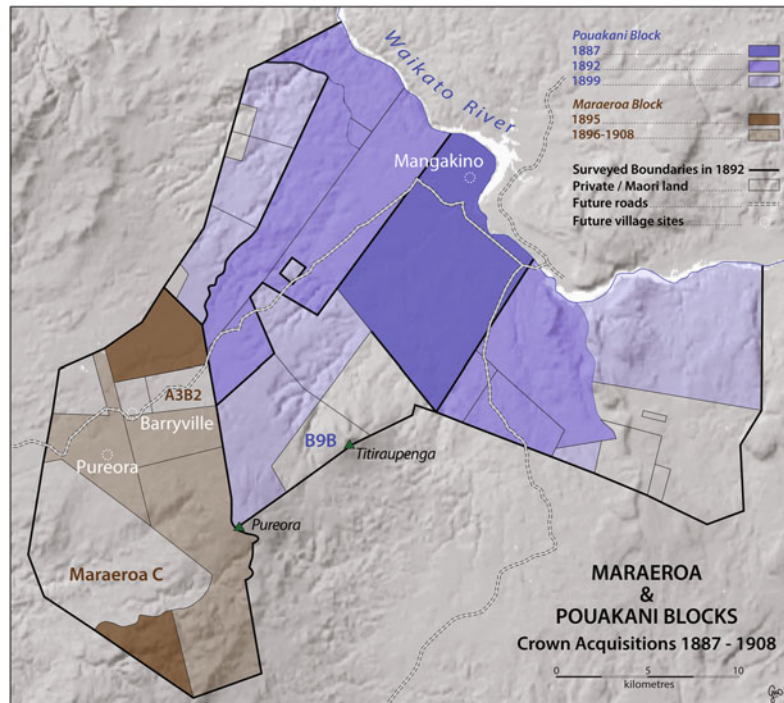 Waikato River
Mangakino
Pouakani Block
1887
1892
1899
Maraeroa Block
1895
1896-1908
Surveyed Boundaries in 1892
Private / Maori land
Future roads
Future village sites
A3B2
Barryville
B9B
Titiraupenga
Pureora
Pureora
Maraeroa C
MARAEROA
&
POUAKANI BLOCKS
Crown Acquisitions 1887 - 1908
0 5 10
kilometres